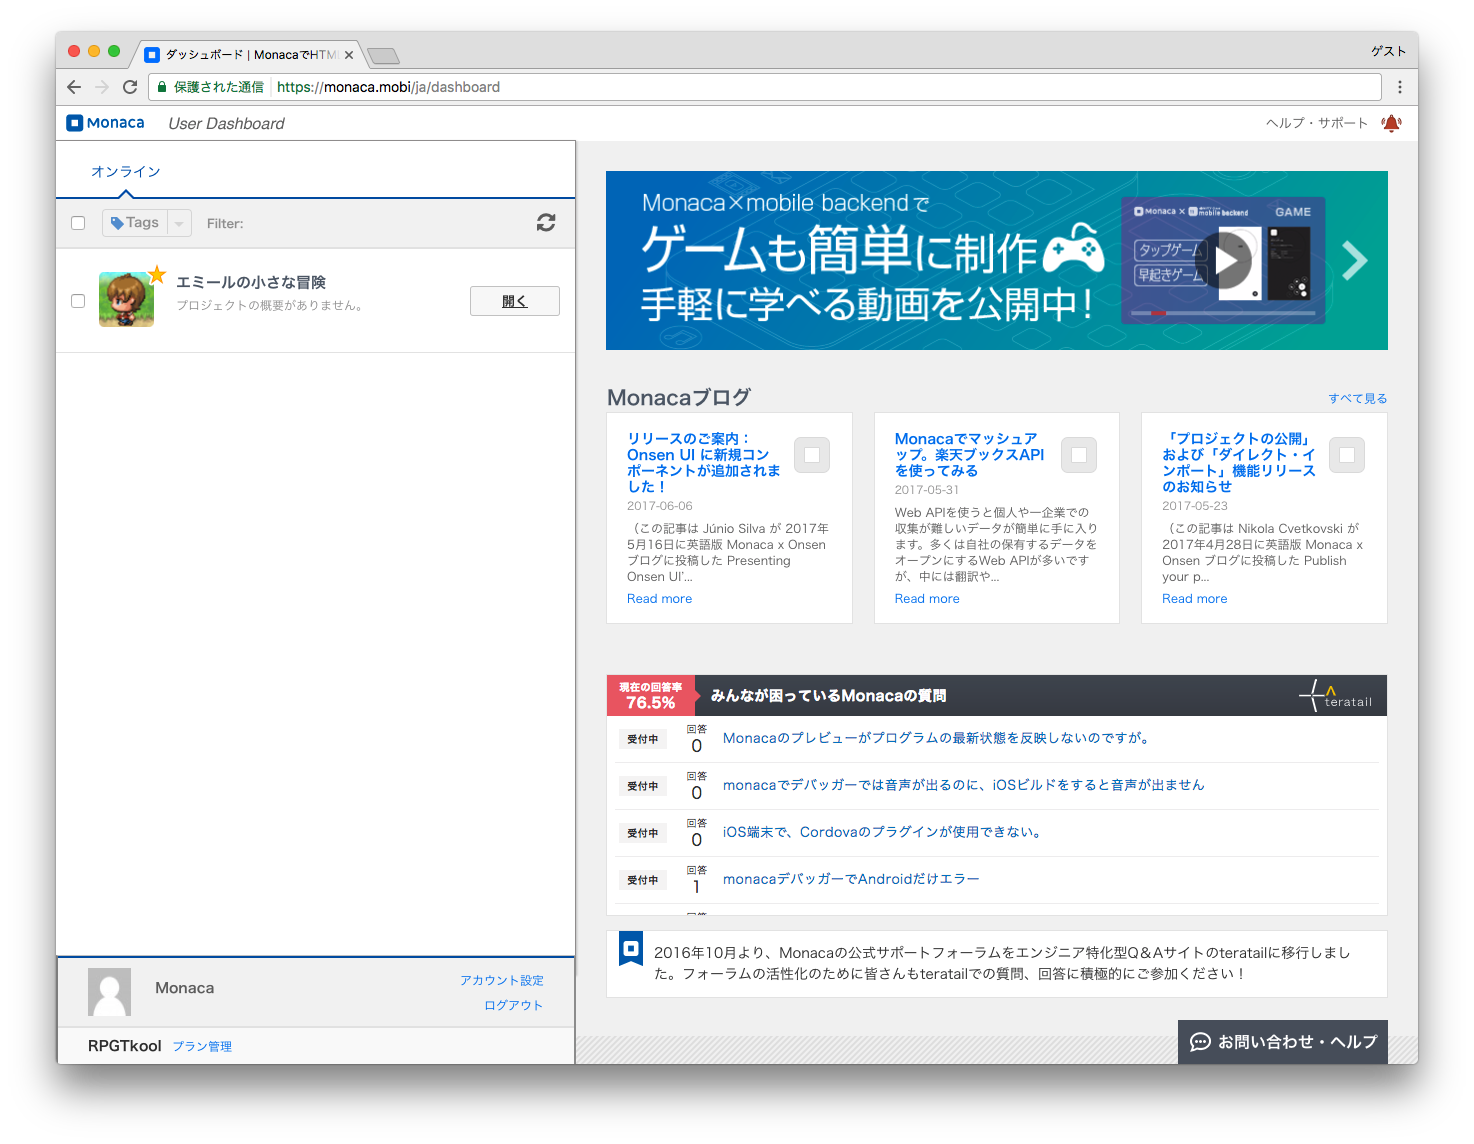 ダッシュボード | MonacaでHTML
ゲスト
保護された通信 https://monaca.mobi/ja/dashboard
Monaca User Dashboard
ヘルプ・サポート
オンライン
Tags Filter:
エミールの小さな冒険
プロジェクトの概要がありません。
開く
Monaca×mobile backendで
ゲームも簡単に制作
手軽に学べる動画を公開中!
Monaca × mobile backend GAME
タップゲーム
早起きゲーム
Monacaブログ
すべて見る
リリースのご案内：
Onsen UI に新規コン
ポーネントが追加されま
した！
2017-06-06
（この記事は Júnio Silva が 2017年
5月16日に英語版 Monaca x Onsen
ブログに投稿した Presenting
Onsen UI'...
Read more
Monacaでマッシュア
ップ。楽天ブックスAPI
を使ってみる
2017-05-31
Web APIを使うと個人や一企業での
収集が難しいデータが簡単に手に入り
ます。多くは自社の保有するデータを
オープンにするWeb APIが多いです
が、中には翻訳や...
Read more
「プロジェクトの公開」
および「ダイレクト・イ
ンポート」機能リリース
のお知らせ
2017-05-23
（この記事は Nikola Cvetkovski が
2017年4月28日に英語版 Monaca x
Onsen ブログに投稿した Publish
your p...
Read more
現在の回答率
76.5%
みんなが困っているMonacaの質問
teratail
受付中 回答 0 Monacaのプレビューがプログラムの最新状態を反映しないのですが。
受付中 回答 0 monacaでデバッガーでは音声が出るのに、iOSビルドをすると音声が出ません
受付中 回答 0 iOS端末で、Cordovaのプラグインが使用できない。
受付中 回答 1 monacaデバッガーでAndroidだけエラー
2016年10月より、Monacaの公式サポートフォーラムをエンジニア特化型Q＆Aサイトのteratailに移行しまし
た。フォーラムの活性化のために皆さんもteratailでの質問、回答に積極的にご参加ください！
Monaca
アカウント設定
ログアウト
RPGTkool プラン管理
お問い合わせ・ヘルプ